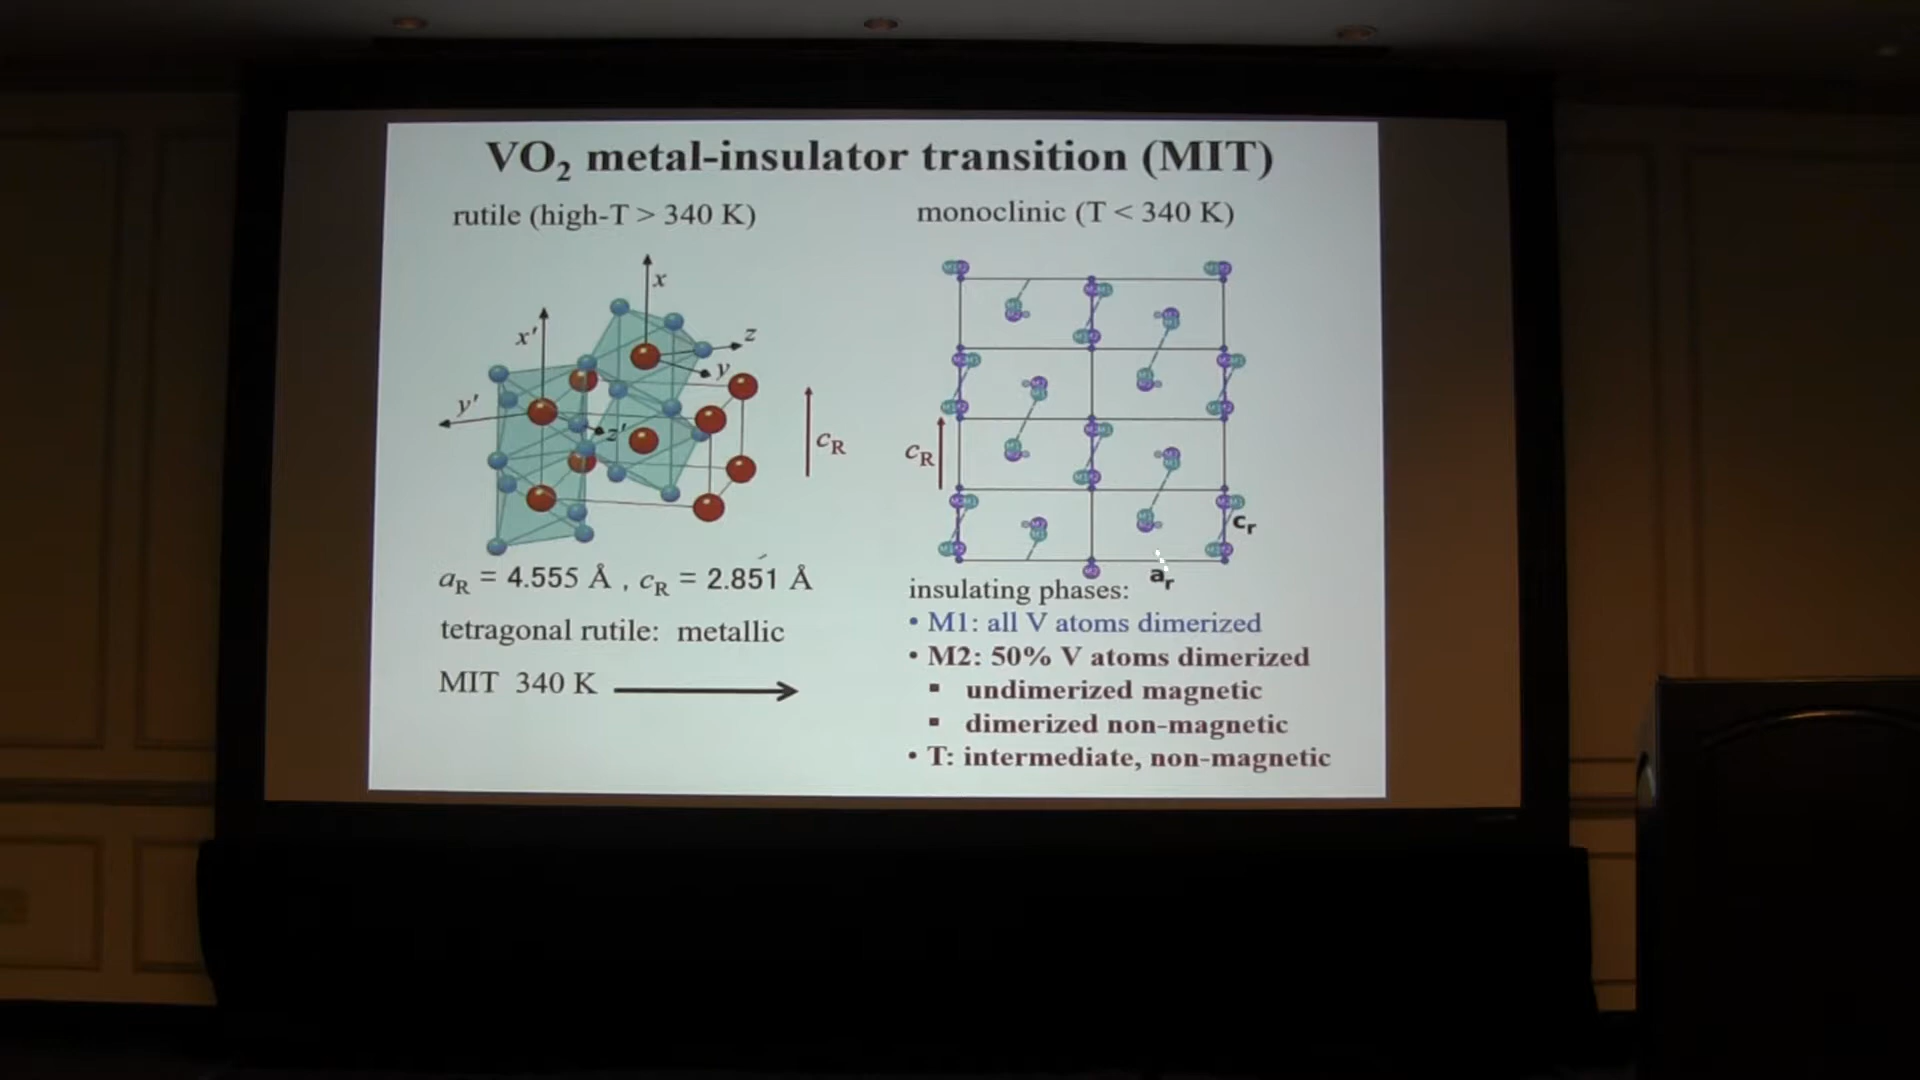 VO₂ metal-insulator transition (MIT)
rutile (high-T > 340 K)
x
x'
z
y
y'
z'
cR
aR = 4.555 Å , cR = 2.851 Å
tetragonal rutile: metallic
MIT 340 K
monoclinic (T < 340 K)
cR
cr
ar
insulating phases:
• M1: all V atoms dimerized
• M2: 50% V atoms dimerized
▪ undimerized magnetic
▪ dimerized non-magnetic
• T: intermediate, non-magnetic